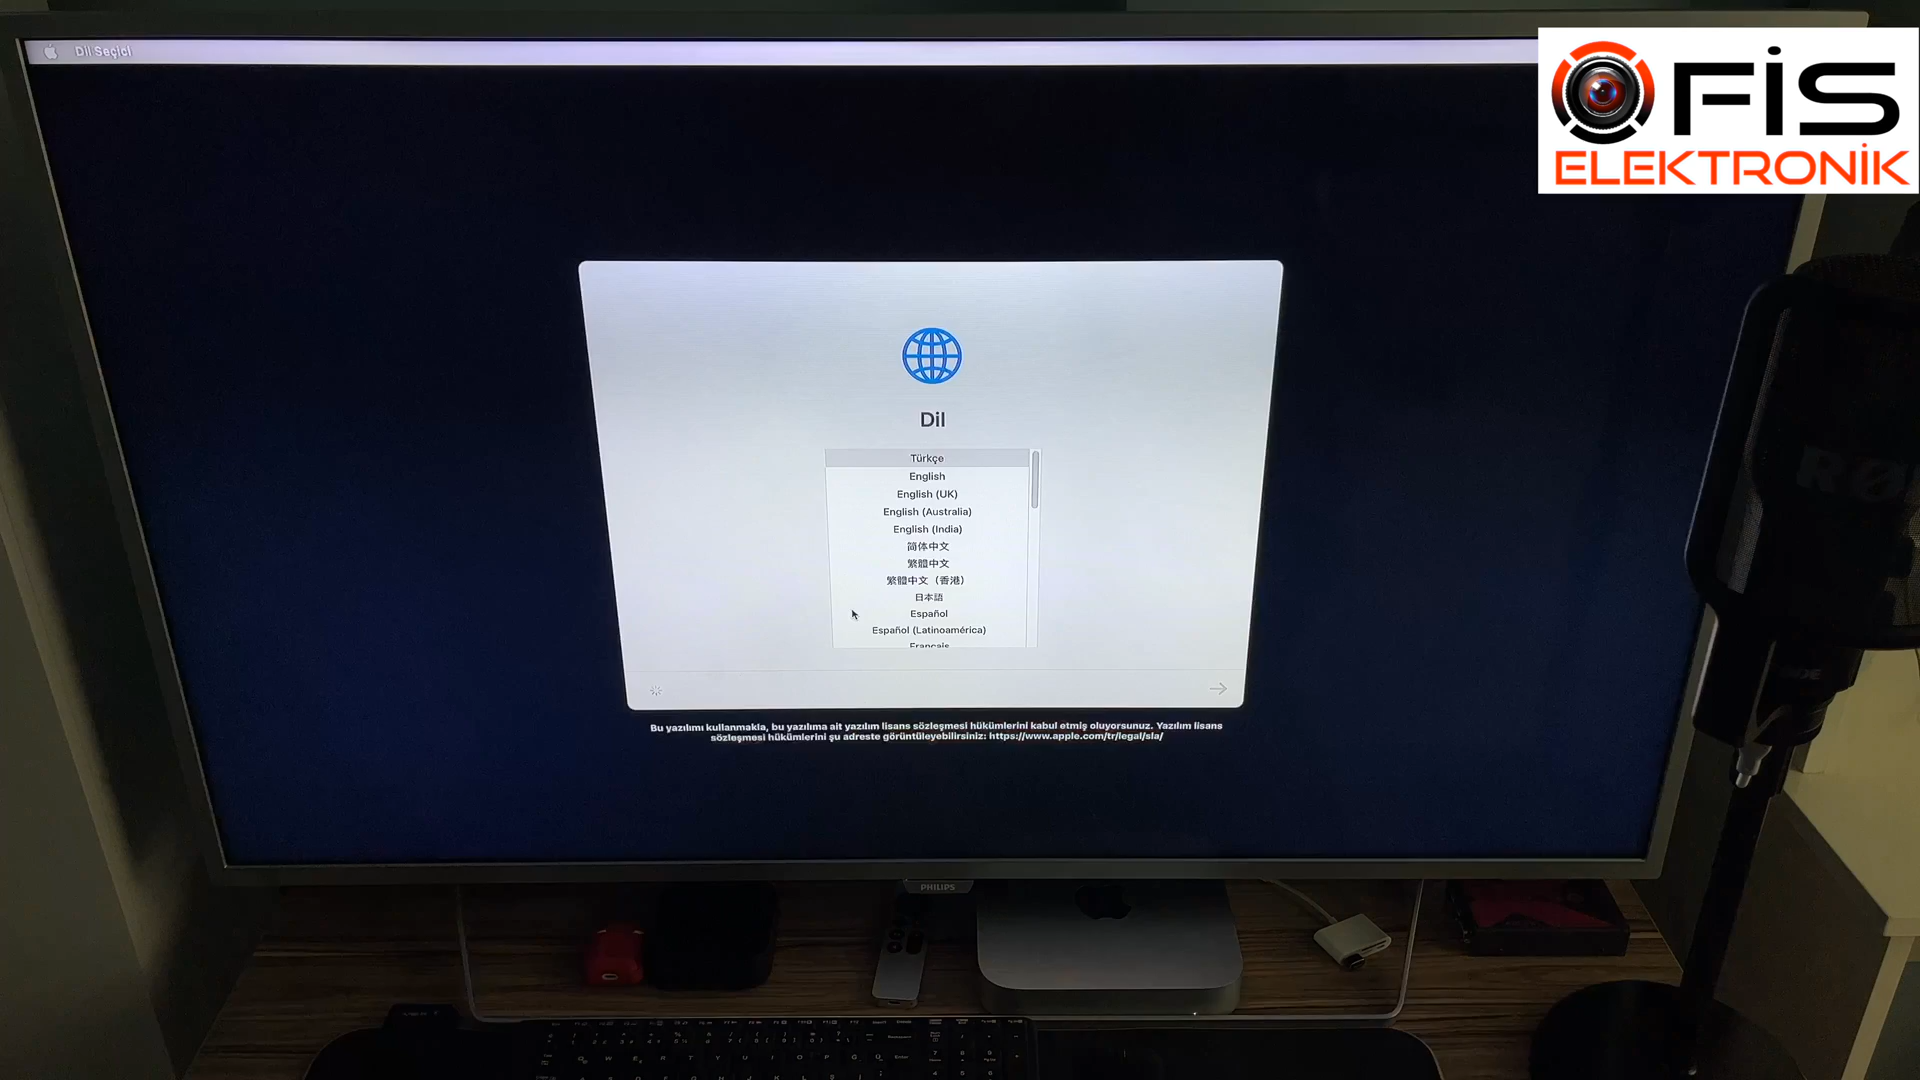 Dil Seçici
OFİS
ELEKTRONİK
Dil
Türkçe
English
English (UK)
English (Australia)
English (India)
简体中文
繁體中文
繁體中文（香港）
日本語
Español
Español (Latinoamérica)
Français
Bu yazılımı kullanmakla, bu yazılıma ait yazılım lisans sözleşmesi hükümlerini kabul etmiş oluyorsunuz. Yazılım lisans
sözleşmesi hükümlerini şu adreste görüntüleyebilirsiniz: https://www.apple.com/tr/legal/sla/
PHILIPS